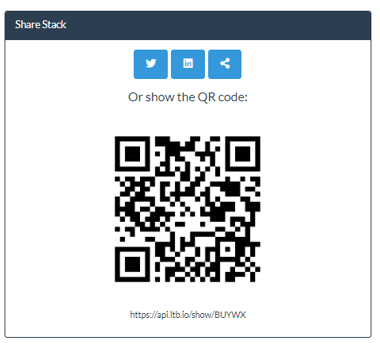 Share Stack
Or show the QR code:
https://api.ltb.io/show/BUYWX